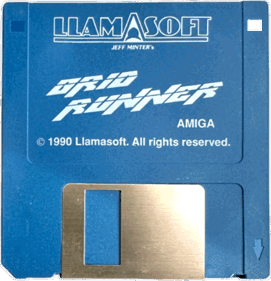 LLAMASOFT
JEFF MINTER's
GRID
RUNNER
AMIGA
© 1990 Llamasoft. All rights reserved.